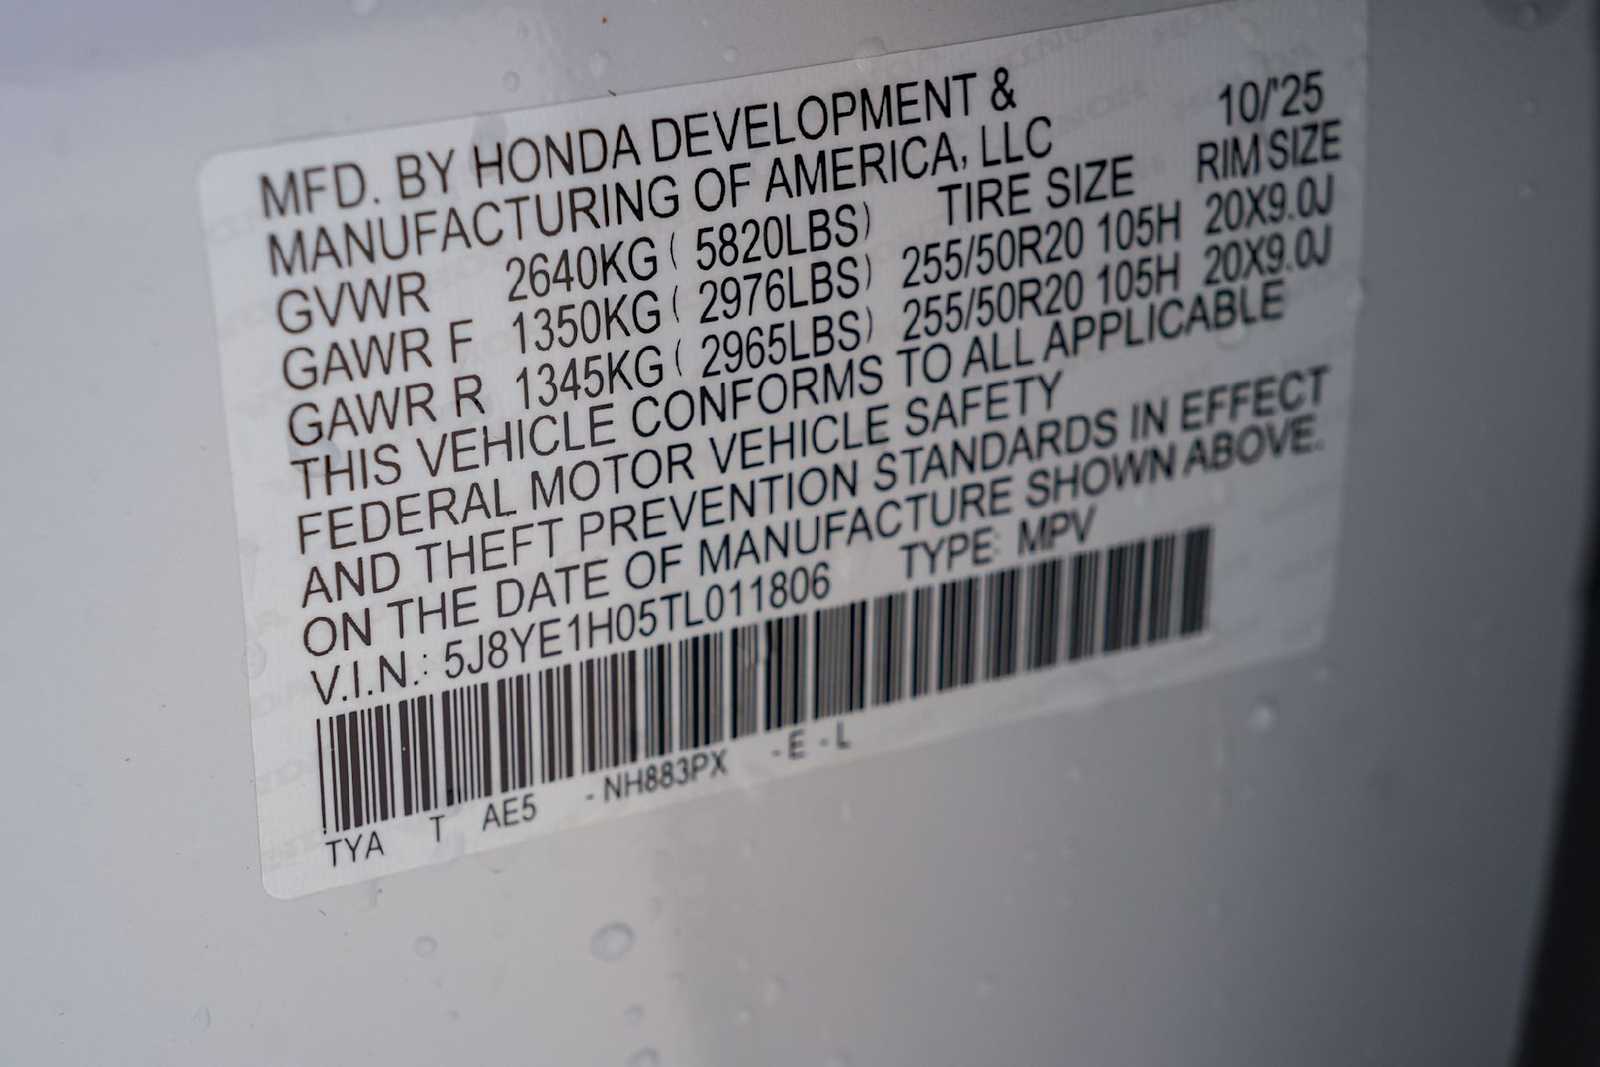 MFD. BY HONDA DEVELOPMENT & 10/'25
MANUFACTURING OF AMERICA, LLC
TIRE SIZE RIM SIZE
GVWR 2640KG ( 5820LBS)
GAWR F 1350KG ( 2976LBS) 255/50R20 105H 20X9.0J
GAWR R 1345KG ( 2965LBS) 255/50R20 105H 20X9.0J
THIS VEHICLE CONFORMS TO ALL APPLICABLE
FEDERAL MOTOR VEHICLE SAFETY
AND THEFT PREVENTION STANDARDS IN EFFECT
ON THE DATE OF MANUFACTURE SHOWN ABOVE.
V.I.N.: 5J8YE1H05TL011806 TYPE: MPV
TYA T AE5 - NH883PX - E - L